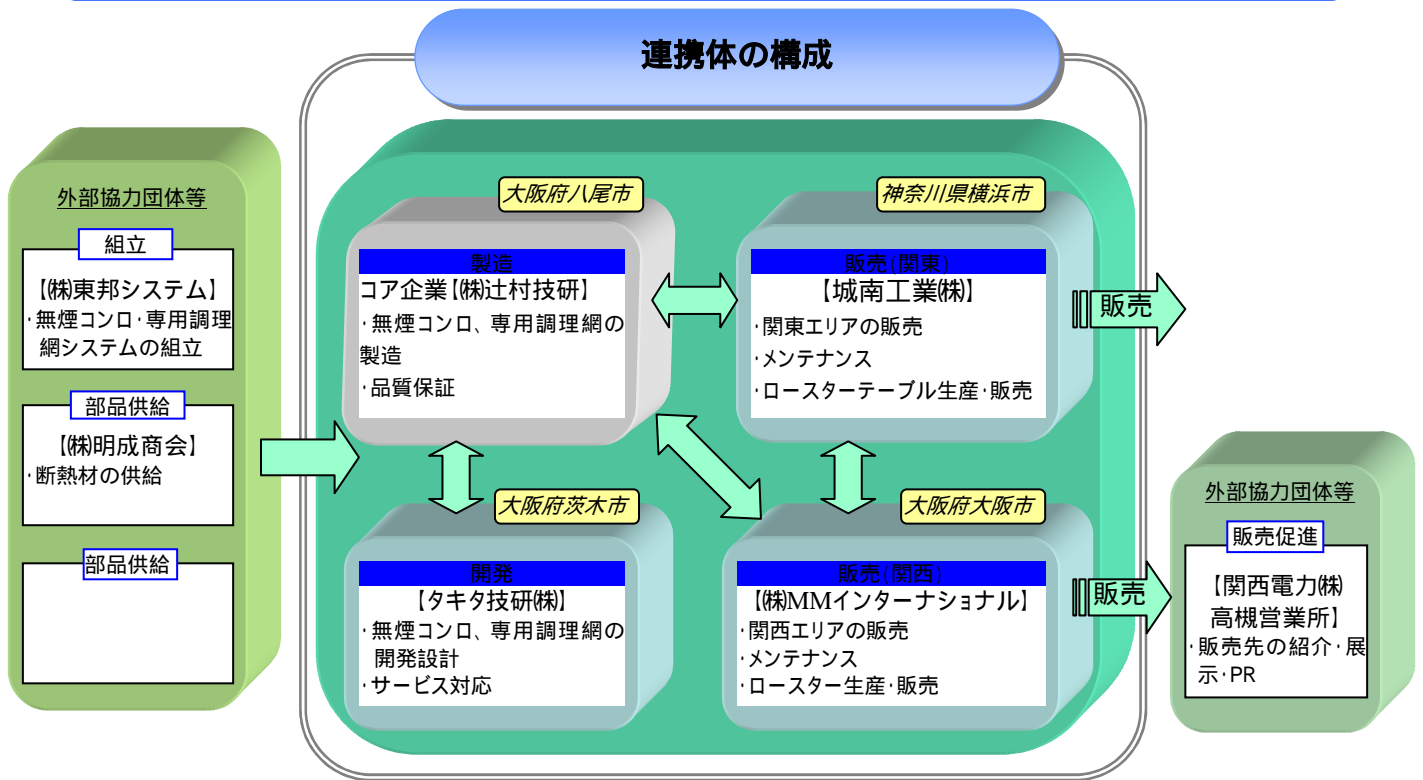 連携体の構成
外部協力団体等
組立
【㈱東邦システム】
・無煙コンロ・専用調理
網システムの組立
部品供給
【㈱明成商会】
・断熱材の供給
部品供給
大阪府八尾市
製造
コア企業【㈱辻村技研】
・無煙コンロ、専用調理網の
製造
・品質保証
神奈川県横浜市
販売(関東)
【城南工業㈱】
・関東エリアの販売
・メンテナンス
・ロースターテーブル生産・販売
販売
大阪府茨木市
開発
【タキタ技研㈱】
・無煙コンロ、専用調理網の
開発設計
・サービス対応
大阪府大阪市
販売(関西)
【㈱MMインターナショナル】
・関西エリアの販売
・メンテナンス
・ロースター生産・販売
販売
外部協力団体等
販売促進
【関西電力㈱
高槻営業所】
・販売先の紹介・展
示・PR